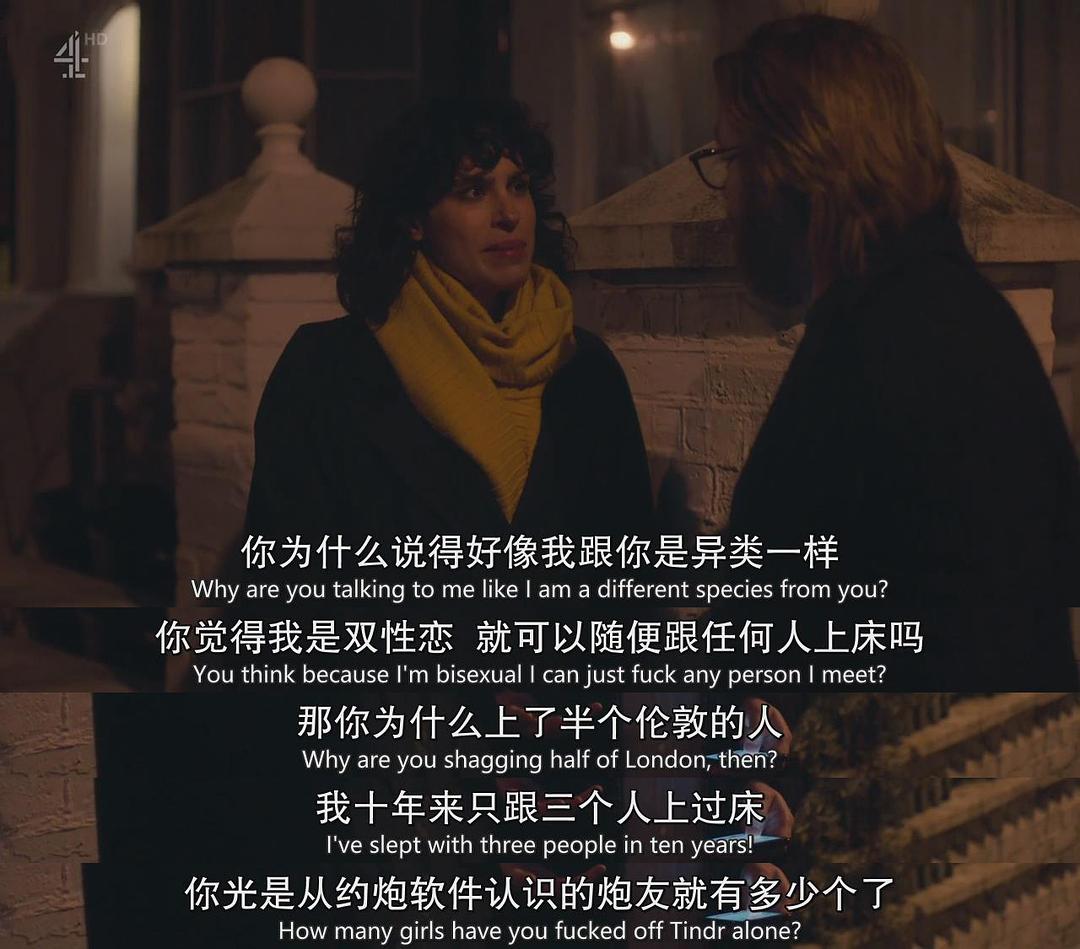 4 HD
你为什么说得好像我跟你是异类一样
Why are you talking to me like I am a different species from you?
你觉得我是双性恋 就可以随便跟任何人上床吗
You think because I'm bisexual I can just fuck any person I meet?
那你为什么上了半个伦敦的人
Why are you shagging half of London, then?
我十年来只跟三个人上过床
I've slept with three people in ten years!
你光是从约炮软件认识的炮友就有多少个了
How many girls have you fucked off Tindr alone?